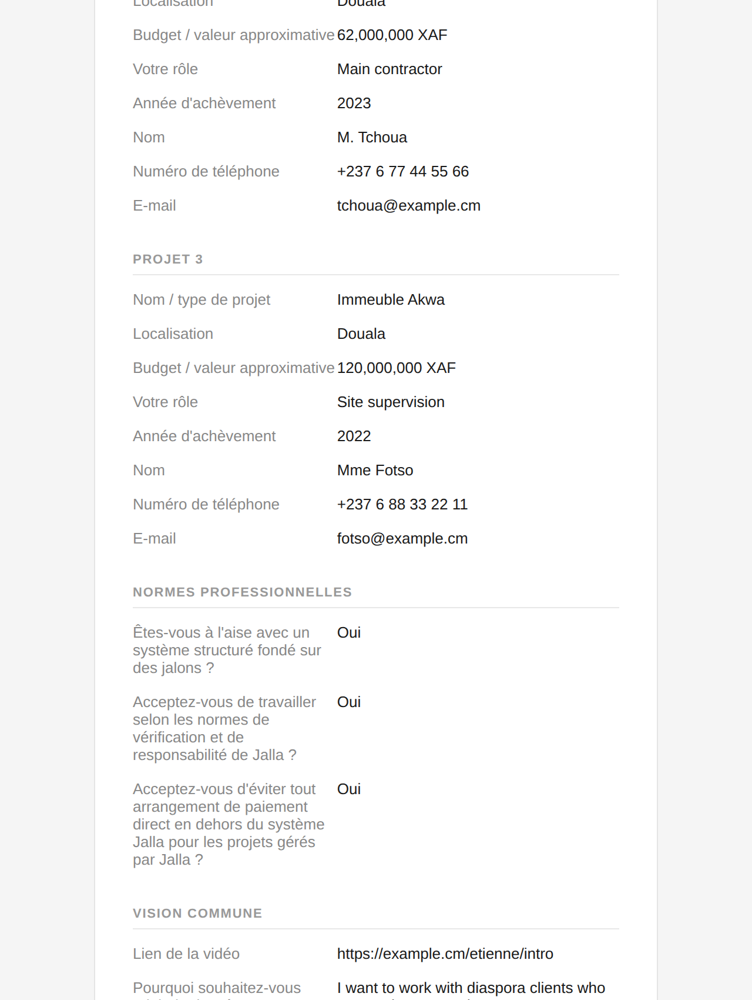 Localisation Douala
Budget / valeur approximative 62,000,000 XAF
Votre rôle Main contractor
Année d'achèvement 2023
Nom M. Tchoua
Numéro de téléphone +237 6 77 44 55 66
E-mail tchoua@example.cm
PROJET 3
Nom / type de projet Immeuble Akwa
Localisation Douala
Budget / valeur approximative 120,000,000 XAF
Votre rôle Site supervision
Année d'achèvement 2022
Nom Mme Fotso
Numéro de téléphone +237 6 88 33 22 11
E-mail fotso@example.cm
NORMES PROFESSIONNELLES
Êtes-vous à l'aise avec un Oui
système structuré fondé sur
des jalons ?
Acceptez-vous de travailler Oui
selon les normes de
vérification et de
responsabilité de Jalla ?
Acceptez-vous d'éviter tout Oui
arrangement de paiement
direct en dehors du système
Jalla pour les projets gérés
par Jalla ?
VISION COMMUNE
Lien de la vidéo https://example.cm/etienne/intro
Pourquoi souhaitez-vous I want to work with diaspora clients who